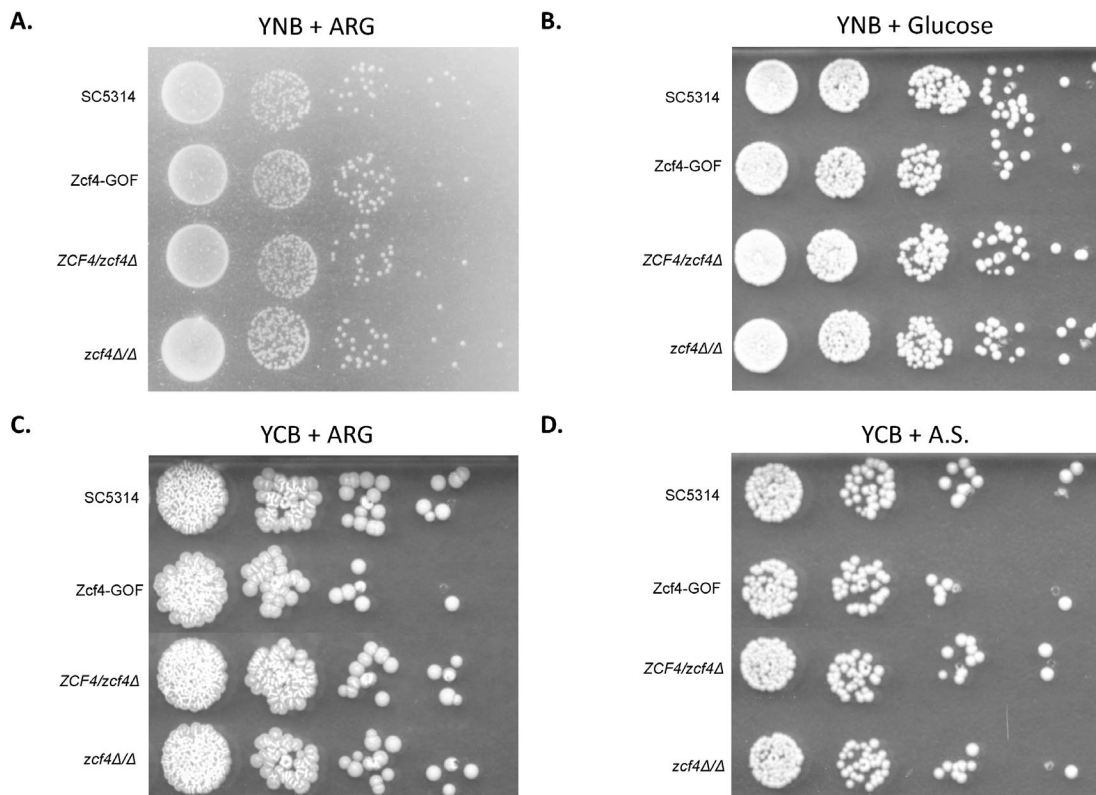 A.
YNB + ARG
SC5314
Zcf4-GOF
ZCF4/zcf4Δ
zcf4Δ/Δ
B.
YNB + Glucose
SC5314
Zcf4-GOF
ZCF4/zcf4Δ
zcf4Δ/Δ
C.
YCB + ARG
SC5314
Zcf4-GOF
ZCF4/zcf4Δ
zcf4Δ/Δ
D.
YCB + A.S.
SC5314
Zcf4-GOF
ZCF4/zcf4Δ
zcf4Δ/Δ